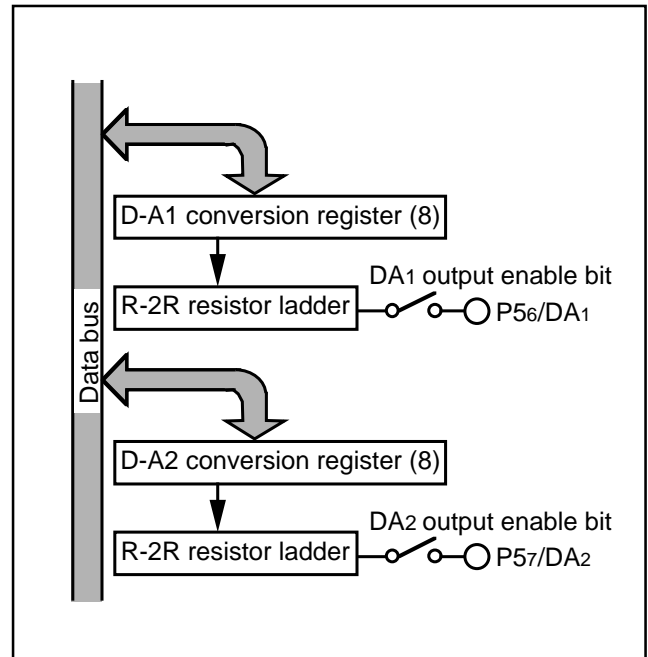 D-A1 conversion register (8)
DA1 output enable bit
R-2R resistor ladder
P56/DA1
Data bus
D-A2 conversion register (8)
DA2 output enable bit
R-2R resistor ladder
P57/DA2